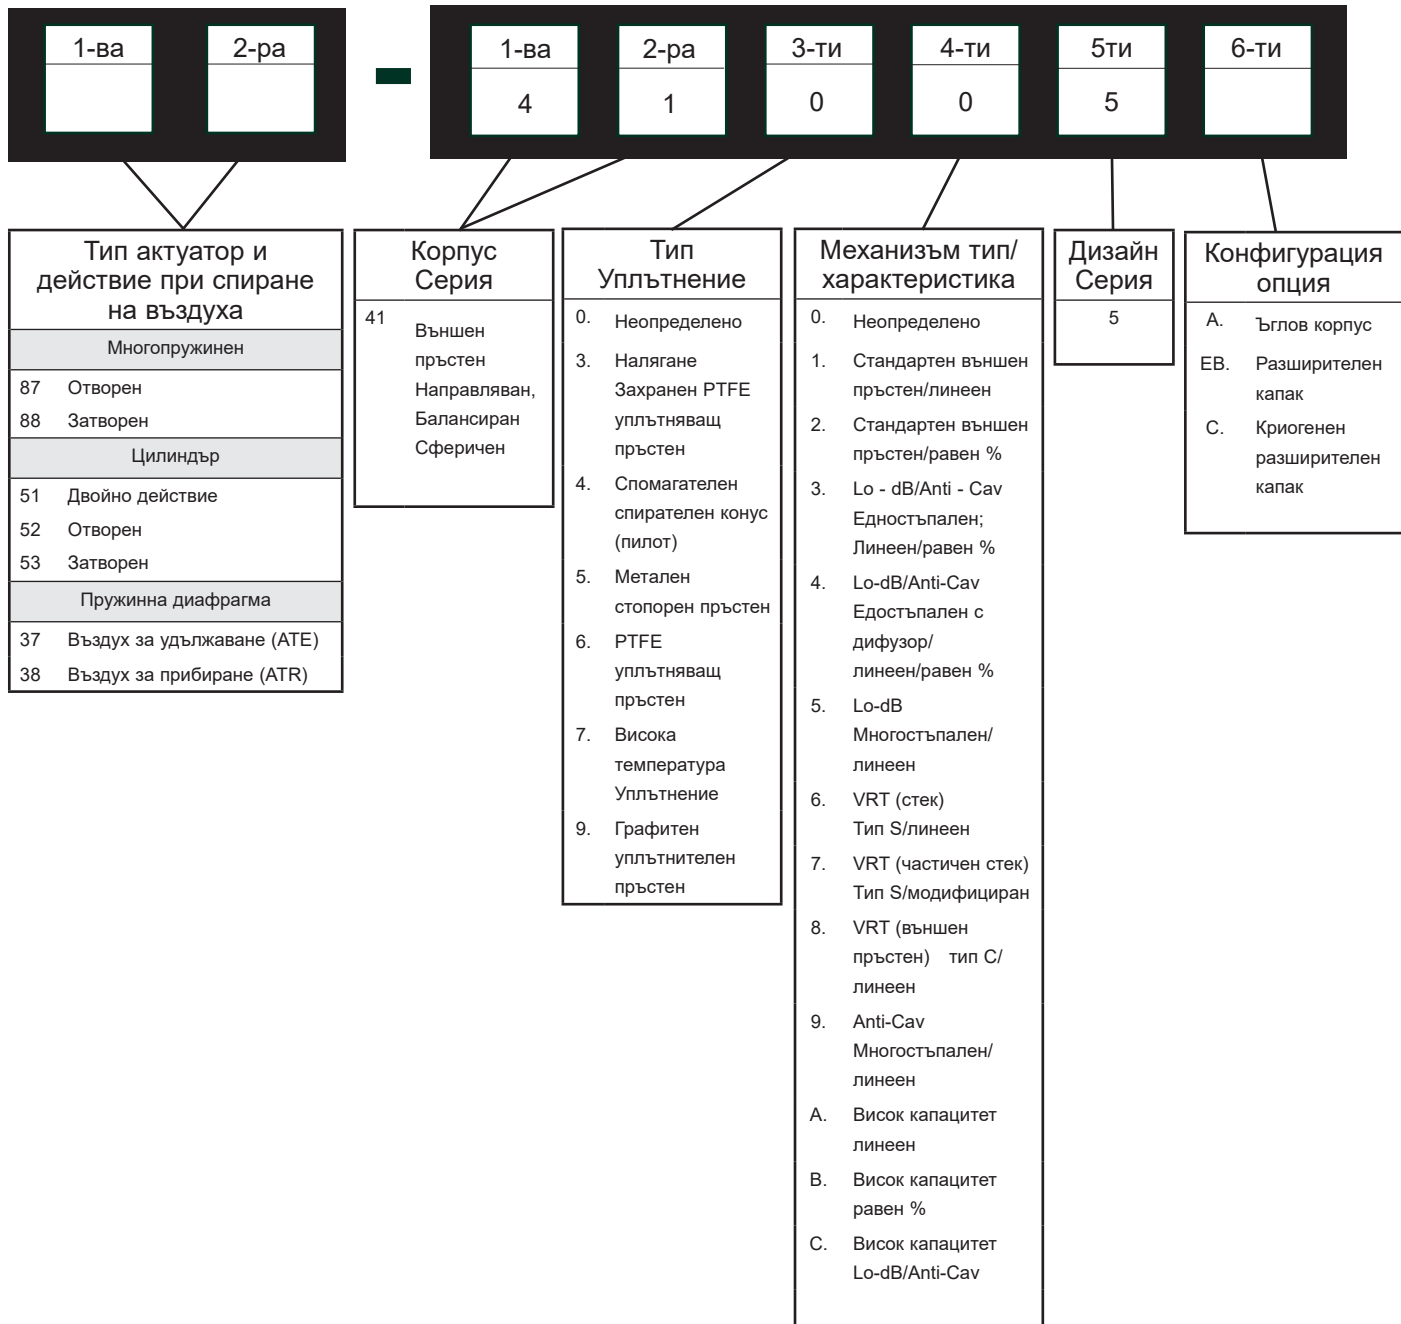 1-ва
2-ра
1-ва
2-ра
3-ти
4-ти
5ти
6-ти
4
1
0
0
5
Тип актуатор и
действие при спиране
на въздуха
Многопружинен
87 Отворен
88 Затворен
Цилиндър
51 Двойно действие
52 Отворен
53 Затворен
Пружинна диафрагма
37 Въздух за удължаване (ATE)
38 Въздух за прибиране (ATR)
Корпус
Серия
41 Външен
пръстен
Направляван,
Балансиран
Сферичен
Тип
Уплътнение
0. Неопределено
3. Налягане
Захранен PTFE
уплътняващ
пръстен
4. Спомагателен
спирателен конус
(пилот)
5. Метален
стопорен пръстен
6. PTFE
уплътняващ
пръстен
7. Висока
температура
Уплътнение
9. Графитен
уплътнителен
пръстен
Механизъм тип/
характеристика
0. Неопределено
1. Стандартен външен
пръстен/линеен
2. Стандартен външен
пръстен/равен %
3. Lo - dB/Anti - Cav
Едностъпален;
Линеен/равен %
4. Lo-dB/Anti-Cav
Едостъпален с
дифузор/
линеен/равен %
5. Lo-dB
Многостъпален/
линеен
6. VRT (стек)
Тип S/линеен
7. VRT (частичен стек)
Тип S/модифициран
8. VRT (външен
пръстен) тип C/
линеен
9. Anti-Cav
Многостъпален/
линеен
A. Висок капацитет
линеен
B. Висок капацитет
равен %
C. Висок капацитет
Lo-dB/Anti-Cav
Дизайн
Серия
5
Конфигурация
опция
A. Ъглов корпус
EB. Разширителен
капак
C. Криогенен
разширителен
капак